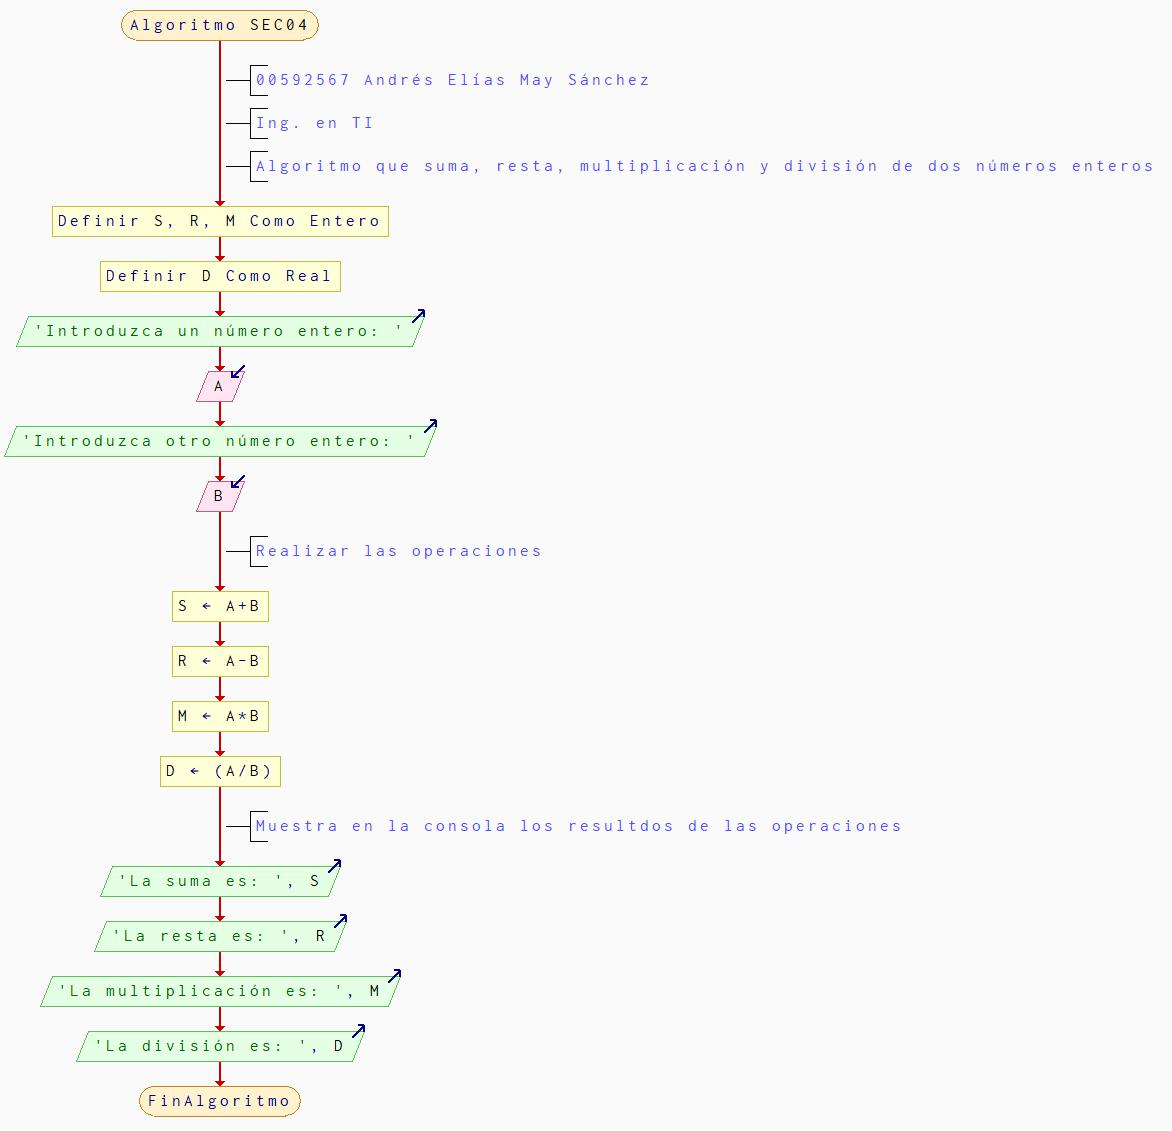 Algoritmo SEC04
00592567 Andrés Elías May Sánchez
Ing. en TI
Algoritmo que suma, resta, multiplicación y división de dos números enteros
Definir S, R, M Como Entero
Definir D Como Real
'Introduzca un número entero: '
A
'Introduzca otro número entero: '
B
Realizar las operaciones
S ← A+B
R ← A-B
M ← A*B
D ← (A/B)
Muestra en la consola los resultdos de las operaciones
'La suma es: ', S
'La resta es: ', R
'La multiplicación es: ', M
'La división es: ', D
FinAlgoritmo